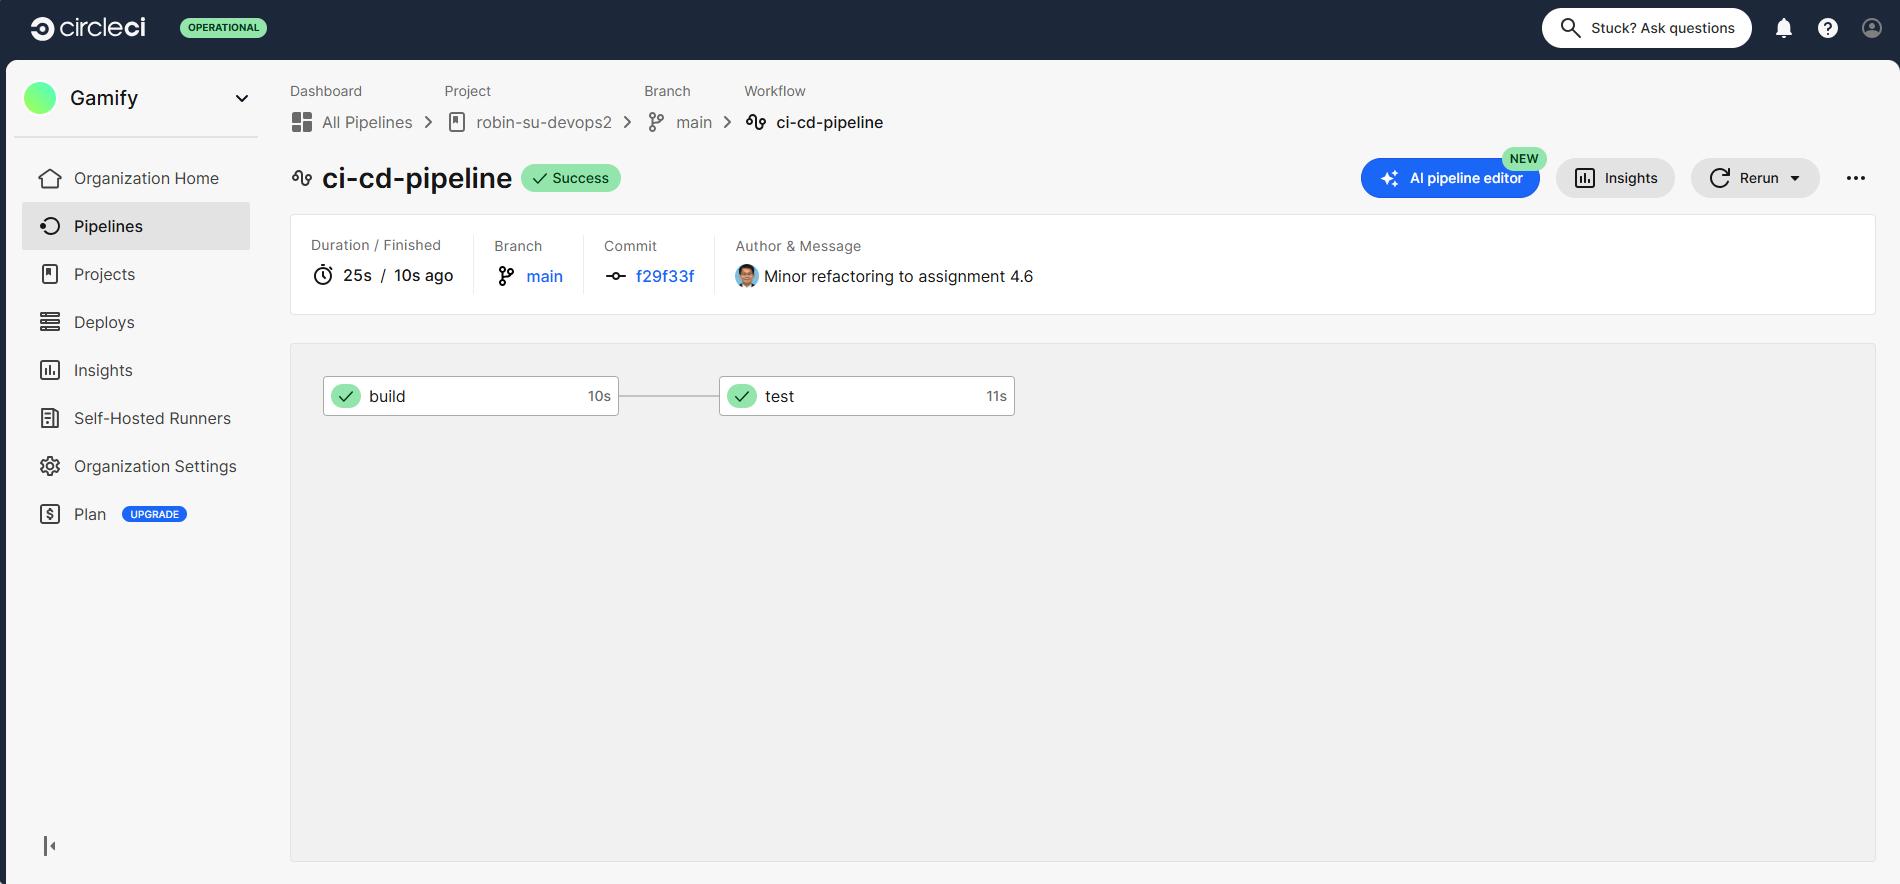 circleci OPERATIONAL Stuck? Ask questions
Gamify
Organization Home
Pipelines
Projects
Deploys
Insights
Self-Hosted Runners
Organization Settings
Plan UPGRADE
Dashboard Project Branch Workflow
All Pipelines robin-su-devops2 main ci-cd-pipeline
ci-cd-pipeline Success
NEW
AI pipeline editor Insights Rerun
Duration / Finished Branch Commit Author & Message
25s / 10s ago main f29f33f Minor refactoring to assignment 4.6
build 10s test 11s